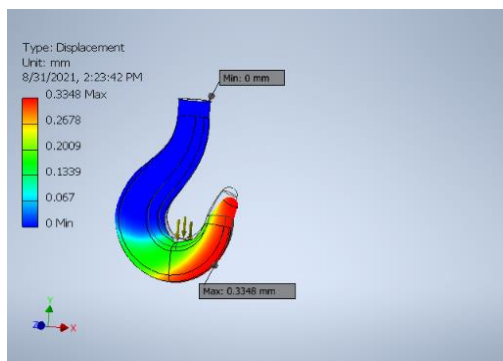 Type: Displacement
Unit: mm
8/31/2021, 2:23:42 PM
0.3348 Max
0.2678
0.2009
0.1339
0.067
0 Min
Min: 0 mm
Max: 0.3348 mm
Y
Z
X